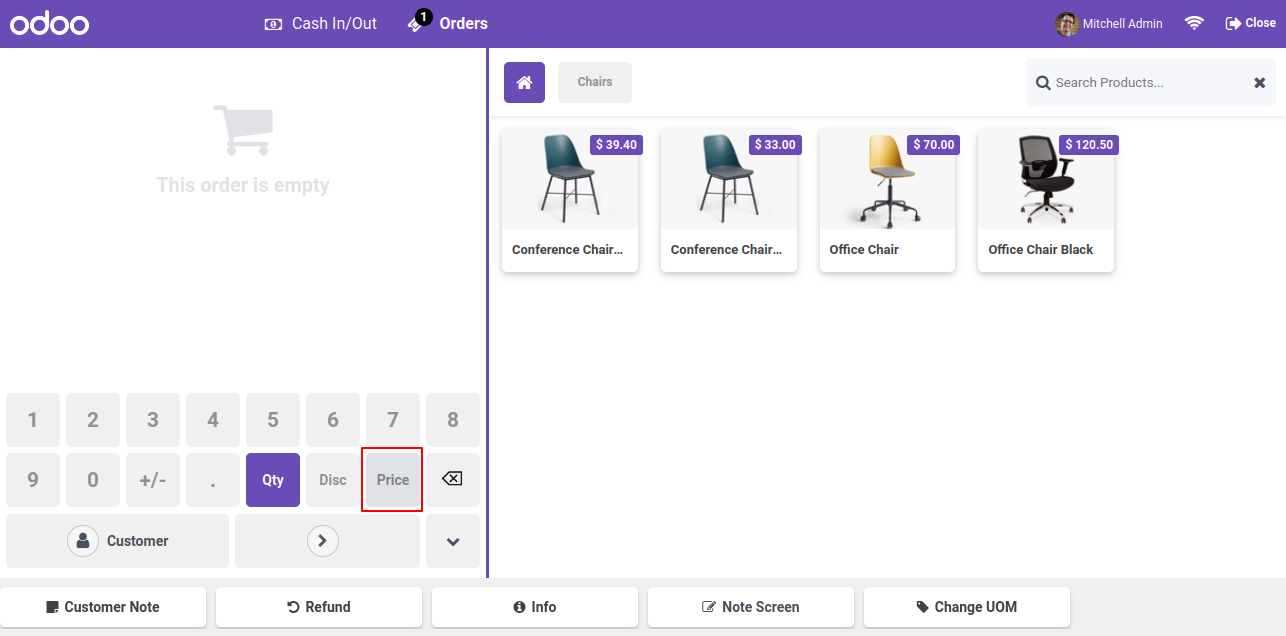 odoo
Cash In/Out
1
Orders
Mitchell Admin
Close
This order is empty
Chairs
Search Products...
$ 39.40
$ 33.00
$ 70.00
$ 120.50
Conference Chair...
Conference Chair...
Office Chair
Office Chair Black
1 2 3 4 5 6 7 8
9 0 +/- . Qty Disc Price
Customer
Customer Note
Refund
Info
Note Screen
Change UOM